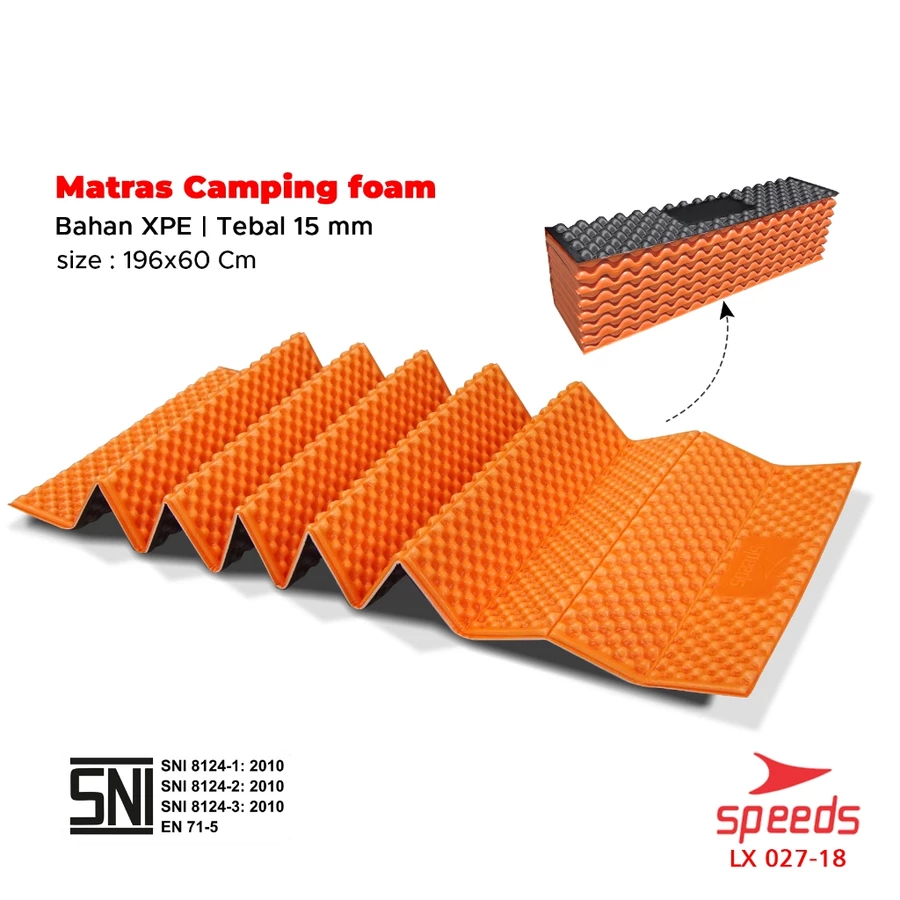 Matras Camping foam
Bahan XPE | Tebal 15 mm
size : 196x60 Cm
speeds
SNI
SNI 8124-1: 2010
SNI 8124-2: 2010
SNI 8124-3: 2010
EN 71-5
speeds
LX 027-18